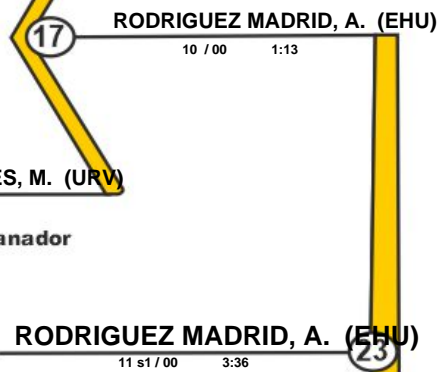 RODRIGUEZ MADRID, A. (EHU)
17
10 / 00 1:13
ES, M. (URV)
anador
RODRIGUEZ MADRID, A. (EHU)
23
11 s1 / 00 3:36